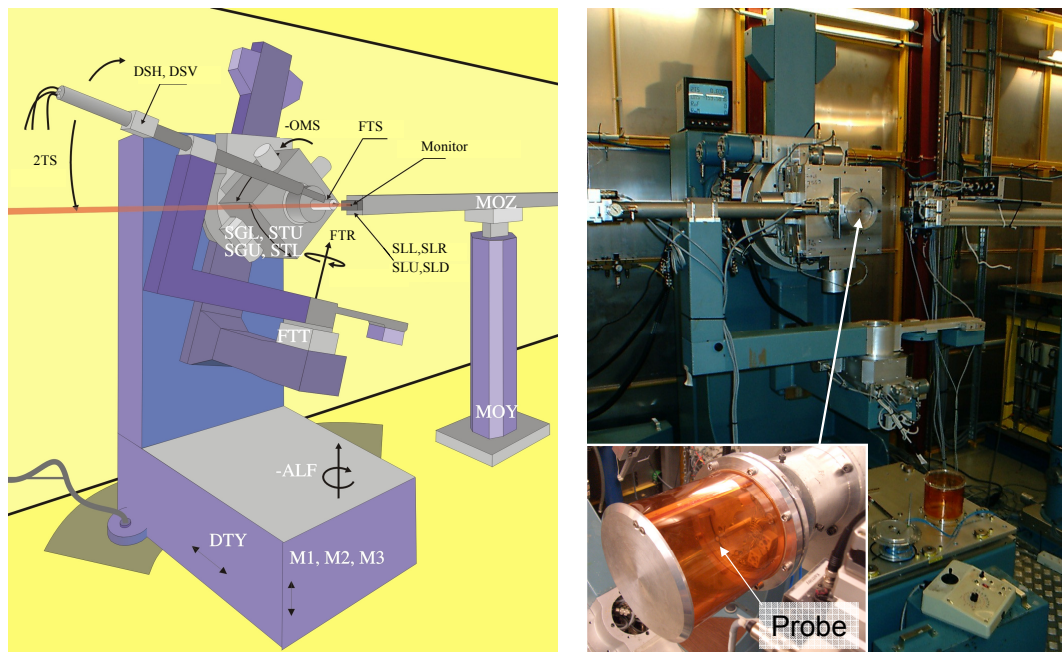 DSH, DSV
-OMS
FTS
2TS
Monitor
MOZ
SGL, STU
SGU, STL
FTR
SLL,SLR
SLU,SLD
FTT
MOY
-ALF
DTY
M1, M2, M3
Probe